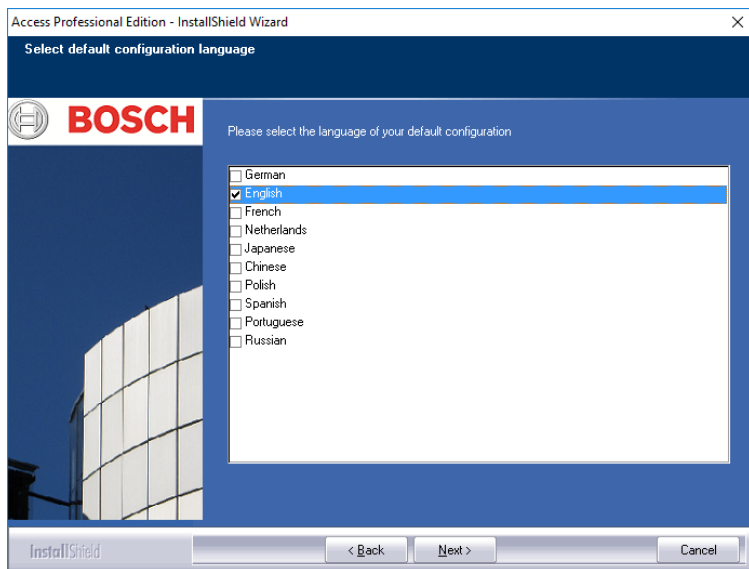 Access Professional Edition - InstallShield Wizard
Select default configuration language
BOSCH
Please select the language of your default configuration
German
English
French
Netherlands
Japanese
Chinese
Polish
Spanish
Portuguese
Russian
InstallShield
< Back
Next >
Cancel